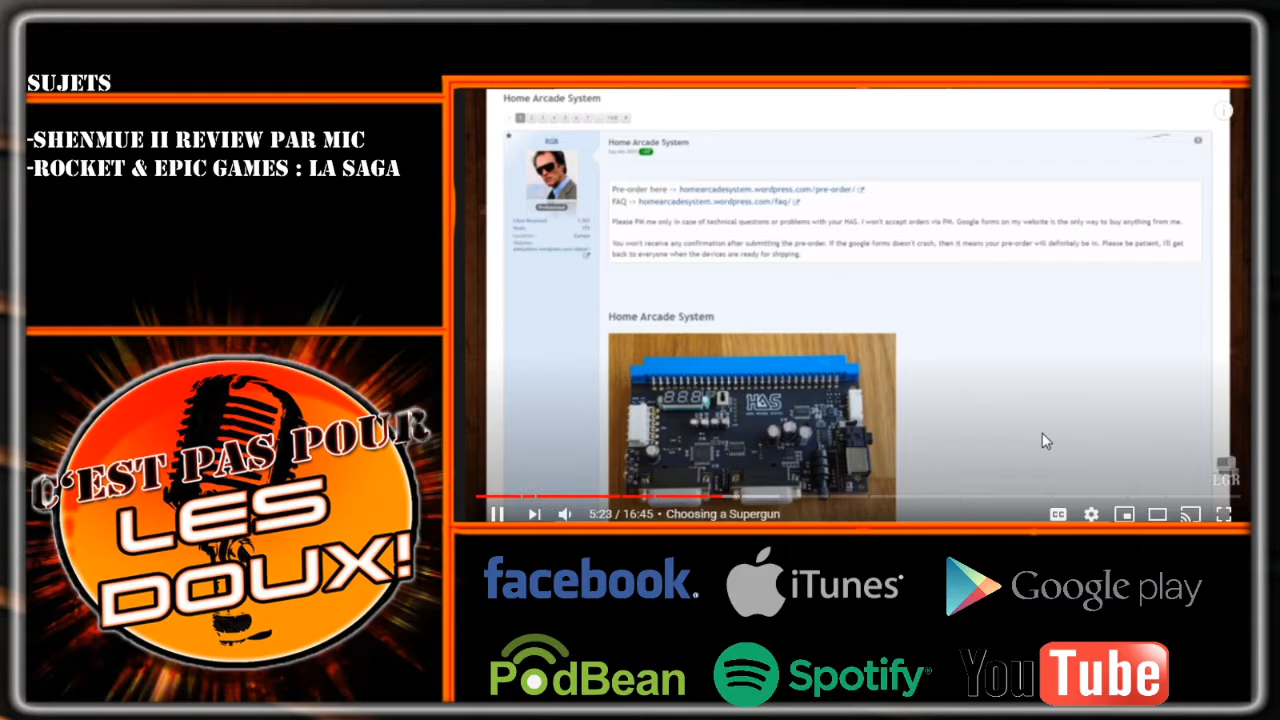 SUJETS
-SHENMUE II REVIEW PAR MIC
-ROCKET & EPIC GAMES : LA SAGA
C'EST PAS POUR
LES
DOUX!
Home Arcade System
RGB
Home Arcade System
Pre-order here -> homearcadesystem.wordpress.com/pre-order/
FAQ -> homearcadesystem.wordpress.com/faq/
Please PM me only in case of technical questions or problems with your HAS. I won't accept orders via PM. Google forms on my website is the only way to buy anything from me.
You won't receive any confirmation after submitting the pre-order. If the google forms doesn't crash, then it means your pre-order will definitely be in. Please be patient, I'll get
back to everyone when the devices are ready for shipping.
Home Arcade System
HAS
LGR
5:23 / 16:45 • Choosing a Supergun
CC
facebook.
iTunes
Google play
PodBean
Spotify
YouTube